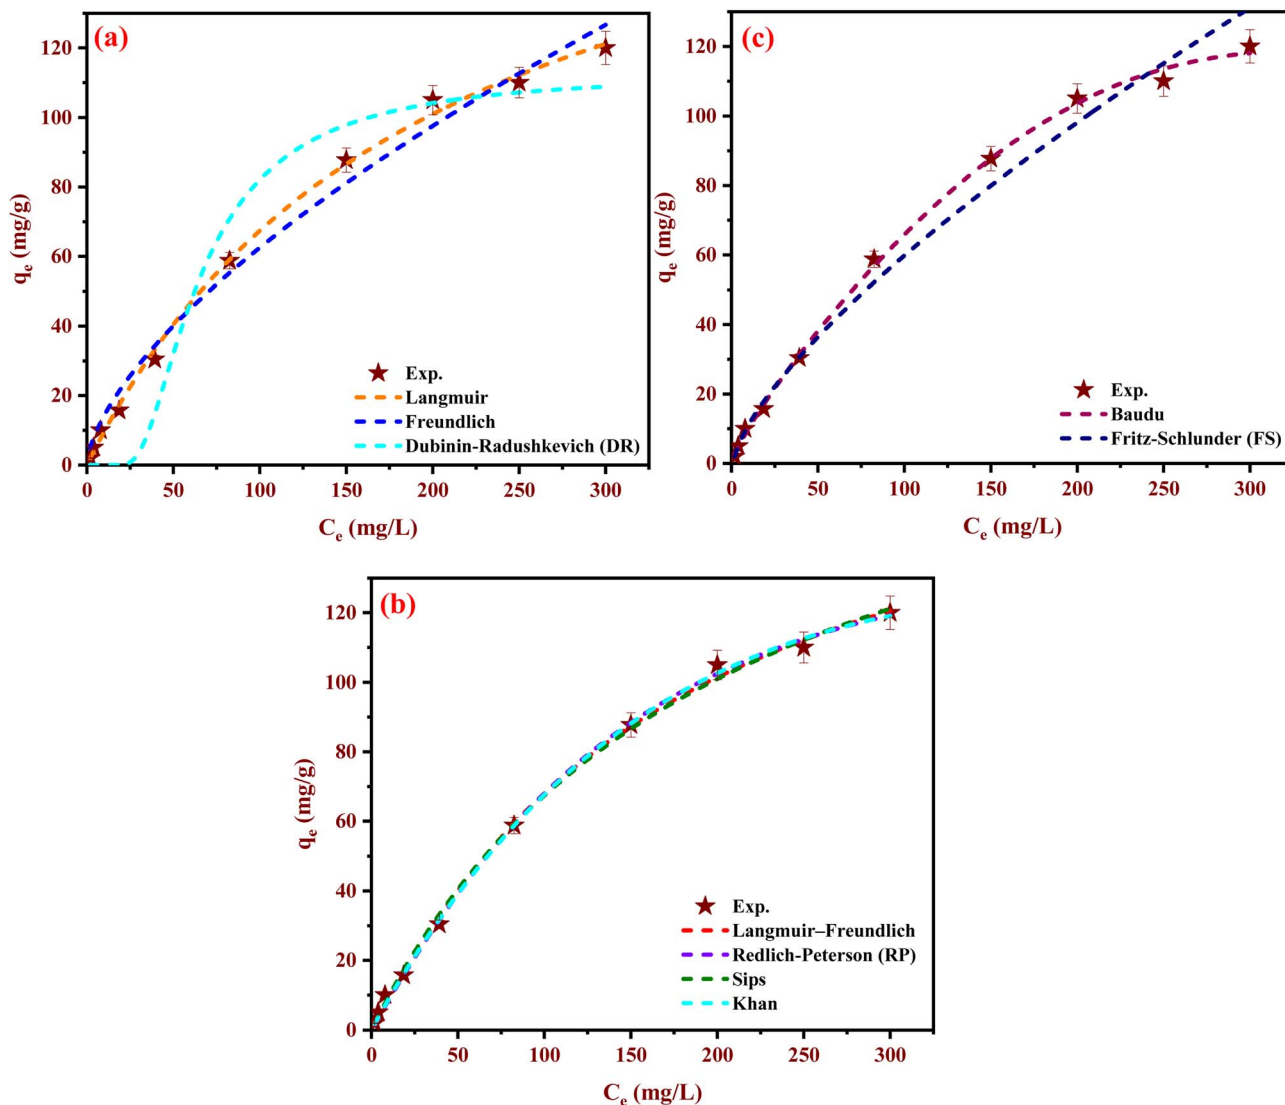 (a)
120
100
80
60
40
20
0
qe (mg/g)
0 50 100 150 200 250 300
Ce (mg/L)
Exp.
Langmuir
Freundlich
Dubinin-Radushkevich (DR)
(c)
120
100
80
60
40
20
0
qe (mg/g)
0 50 100 150 200 250 300
Ce (mg/L)
Exp.
Baudu
Fritz-Schlunder (FS)
(b)
120
100
80
60
40
20
0
qe (mg/g)
0 50 100 150 200 250 300
Ce (mg/L)
Exp.
Langmuir–Freundlich
Redlich-Peterson (RP)
Sips
Khan